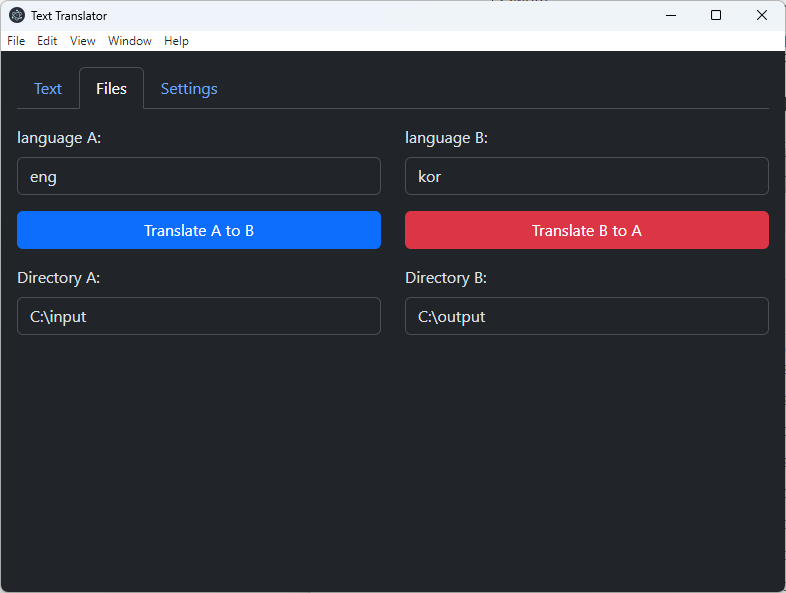 Text Translator
File Edit View Window Help
Text Files Settings
language A: language B:
eng kor
Translate A to B Translate B to A
Directory A: Directory B:
C:\input C:\output